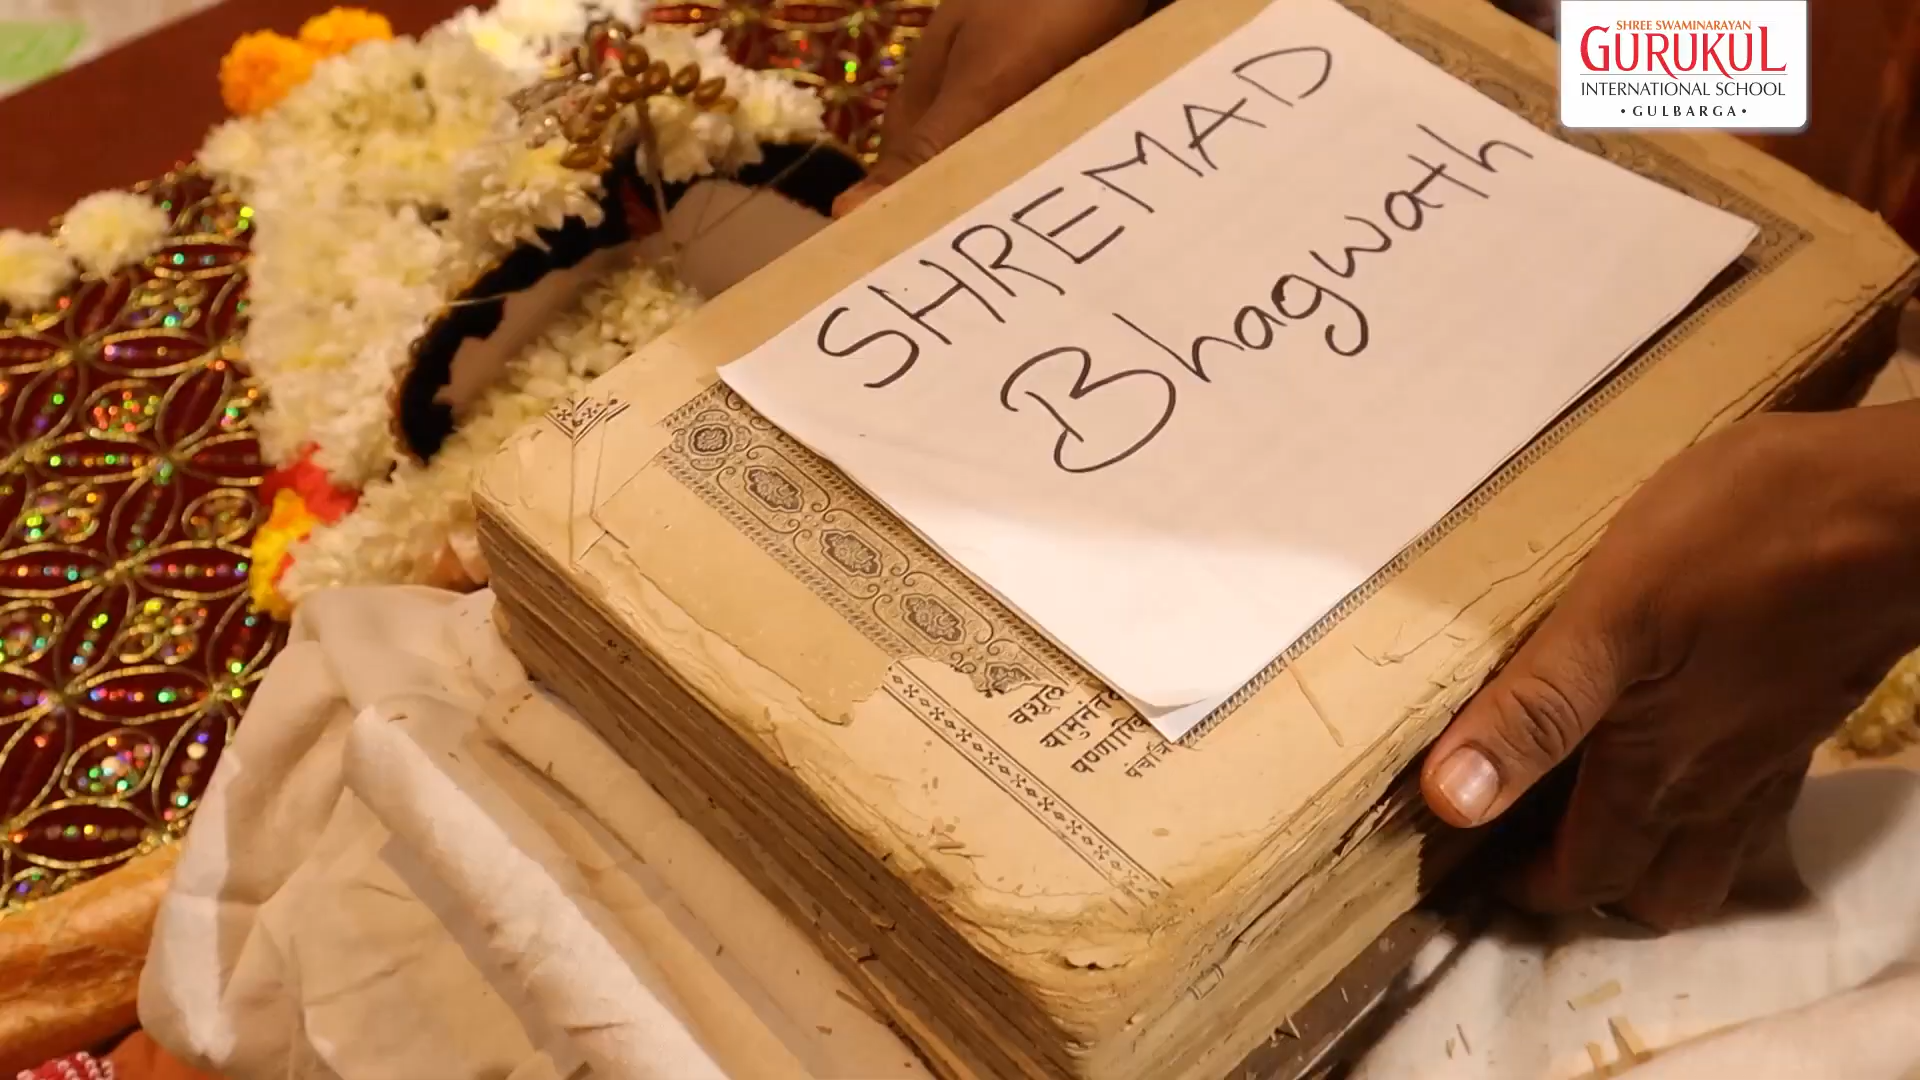 SHREE SWAMINARAYAN
GURUKUL
INTERNATIONAL SCHOOL
• GULBARGA •
SHREMAD
Bhagwath